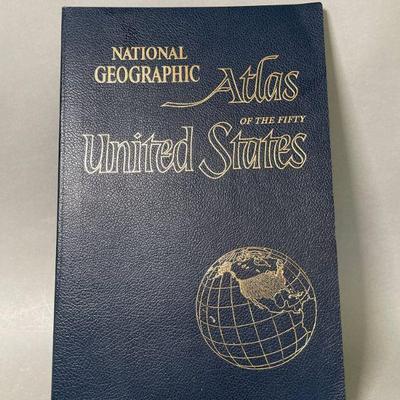 NATIONAL
GEOGRAPHIC Atlas
OF THE FIFTY
United States